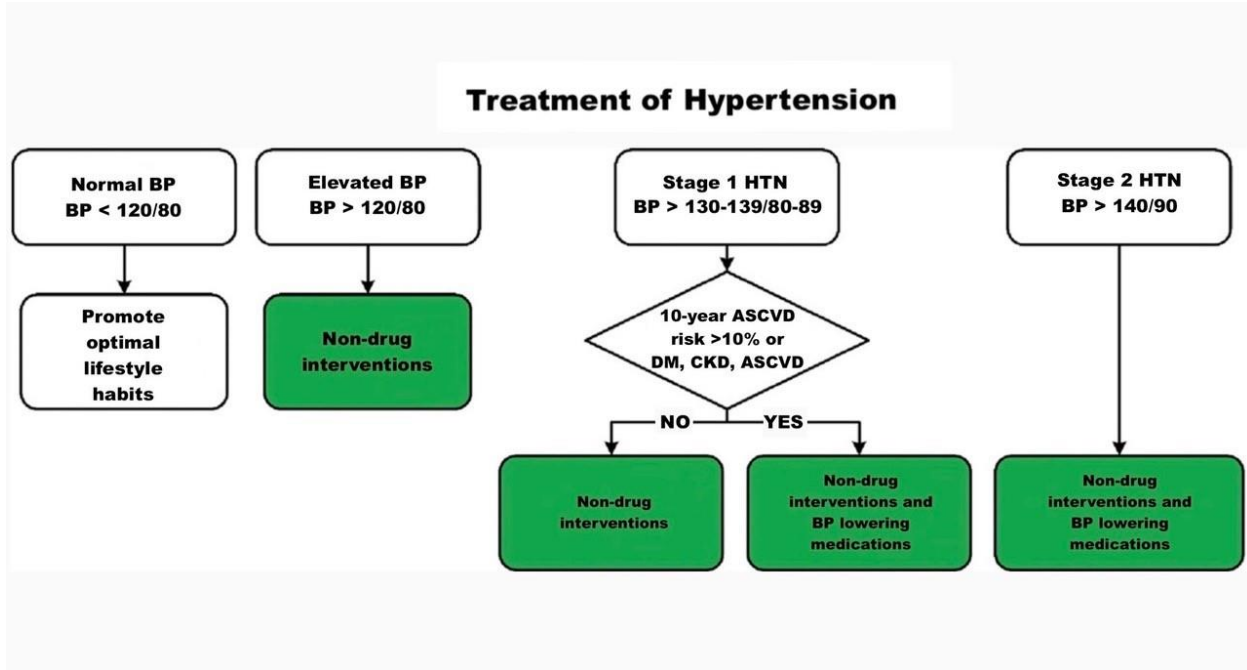 Treatment of Hypertension
Normal BP
BP < 120/80
Elevated BP
BP > 120/80
Stage 1 HTN
BP > 130-139/80-89
Stage 2 HTN
BP > 140/90
Promote
optimal
lifestyle
habits
Non-drug
interventions
10-year ASCVD
risk >10% or
DM, CKD, ASCVD
NO
YES
Non-drug
interventions
Non-drug
interventions and
BP lowering
medications
Non-drug
interventions and
BP lowering
medications